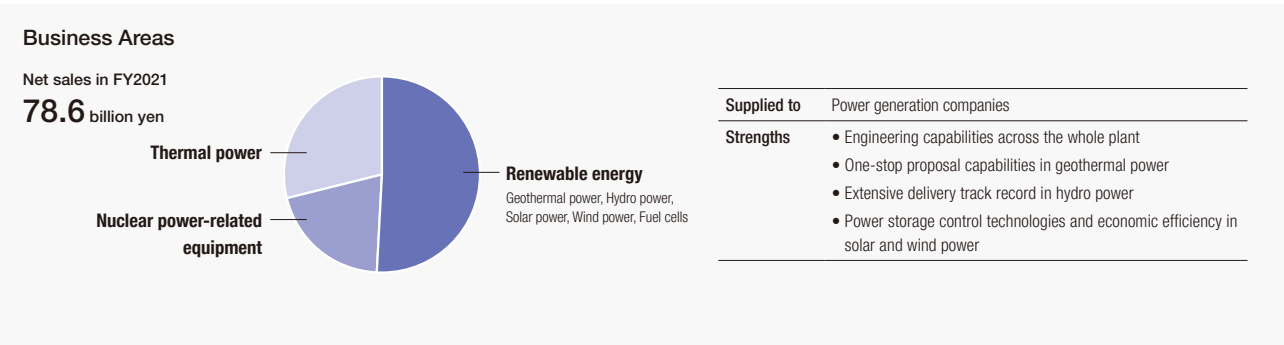 Business Areas
Net sales in FY2021
78.6 billion yen
Thermal power
Nuclear power-related
equipment
Renewable energy
Geothermal power, Hydro power,
Solar power, Wind power, Fuel cells
Supplied to Power generation companies
Strengths • Engineering capabilities across the whole plant
• One-stop proposal capabilities in geothermal power
• Extensive delivery track record in hydro power
• Power storage control technologies and economic efficiency in
solar and wind power